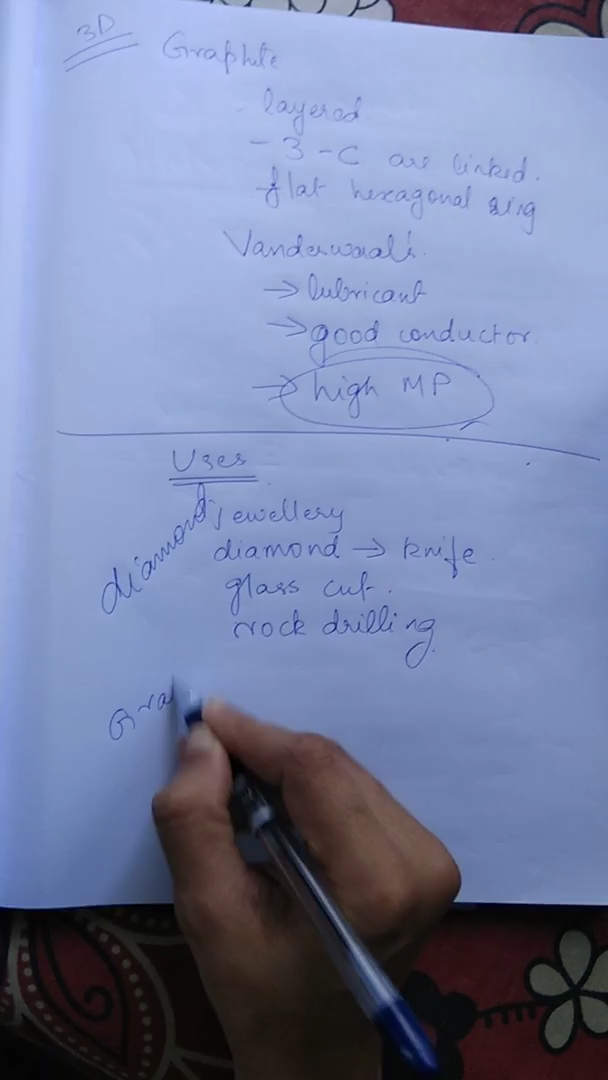 3D
Graphite
layered
- 3 - C are linked.
flat hexagonal ring
Vanderwaal's.
→ lubricant
→ good conductor.
→ high MP
Uses
diamond
Jewellery
diamond → knife.
glass cut.
rock drilling
Gra